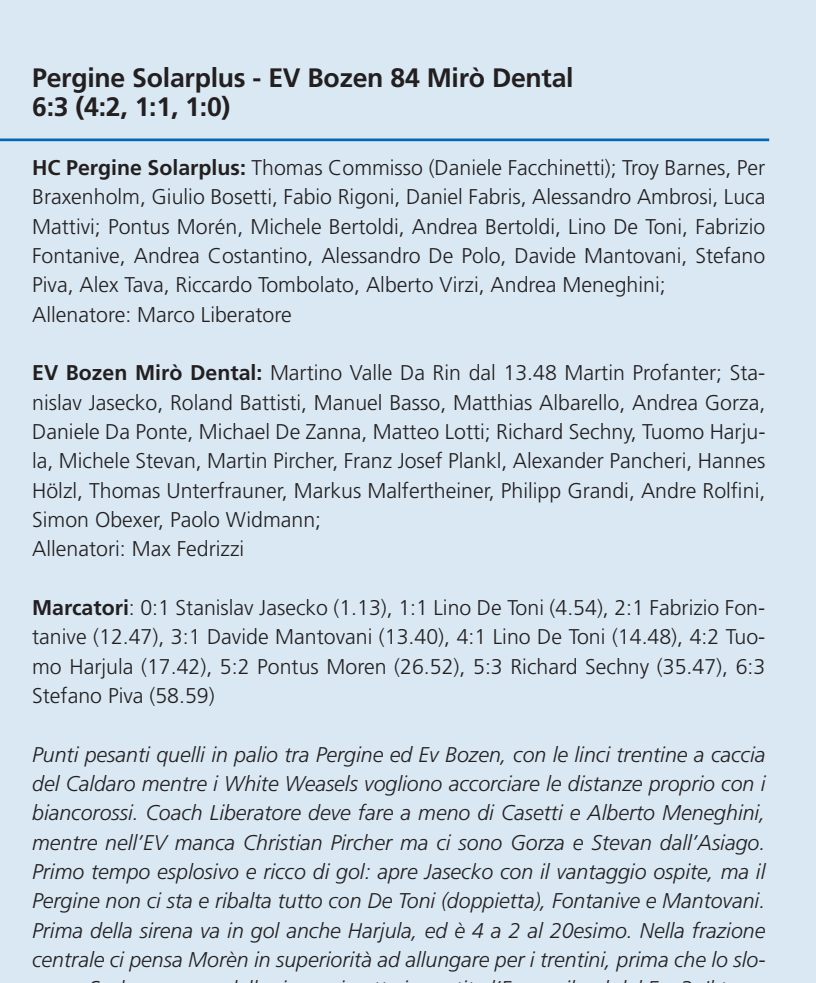 Pergine Solarplus - EV Bozen 84 Mirò Dental
6:3 (4:2, 1:1, 1:0)
HC Pergine Solarplus: Thomas Commisso (Daniele Facchinetti); Troy Barnes, Per
Braxenholm, Giulio Bosetti, Fabio Rigoni, Daniel Fabris, Alessandro Ambrosi, Luca
Mattivi; Pontus Morén, Michele Bertoldi, Andrea Bertoldi, Lino De Toni, Fabrizio
Fontanive, Andrea Costantino, Alessandro De Polo, Davide Mantovani, Stefano
Piva, Alex Tava, Riccardo Tombolato, Alberto Virzi, Andrea Meneghini;
Allenatore: Marco Liberatore
EV Bozen Mirò Dental: Martino Valle Da Rin dal 13.48 Martin Profanter; Sta-
nislav Jasecko, Roland Battisti, Manuel Basso, Matthias Albarello, Andrea Gorza,
Daniele Da Ponte, Michael De Zanna, Matteo Lotti; Richard Sechny, Tuomo Harju-
la, Michele Stevan, Martin Pircher, Franz Josef Plankl, Alexander Pancheri, Hannes
Hölzl, Thomas Unterfrauner, Markus Malfertheiner, Philipp Grandi, Andre Rolfini,
Simon Obexer, Paolo Widmann;
Allenatori: Max Fedrizzi
Marcatori: 0:1 Stanislav Jasecko (1.13), 1:1 Lino De Toni (4.54), 2:1 Fabrizio Fon-
tanive (12.47), 3:1 Davide Mantovani (13.40), 4:1 Lino De Toni (14.48), 4:2 Tuo-
mo Harjula (17.42), 5:2 Pontus Moren (26.52), 5:3 Richard Sechny (35.47), 6:3
Stefano Piva (58.59)
Punti pesanti quelli in palio tra Pergine ed Ev Bozen, con le linci trentine a caccia
del Caldaro mentre i White Weasels vogliono accorciare le distanze proprio con i
biancorossi. Coach Liberatore deve fare a meno di Casetti e Alberto Meneghini,
mentre nell'EV manca Christian Pircher ma ci sono Gorza e Stevan dall'Asiago.
Primo tempo esplosivo e ricco di gol: apre Jasecko con il vantaggio ospite, ma il
Pergine non ci sta e ribalta tutto con De Toni (doppietta), Fontanive e Mantovani.
Prima della sirena va in gol anche Harjula, ed è 4 a 2 al 20esimo. Nella frazione
centrale ci pensa Morèn in superiorità ad allungare per i trentini, prima che lo slo-